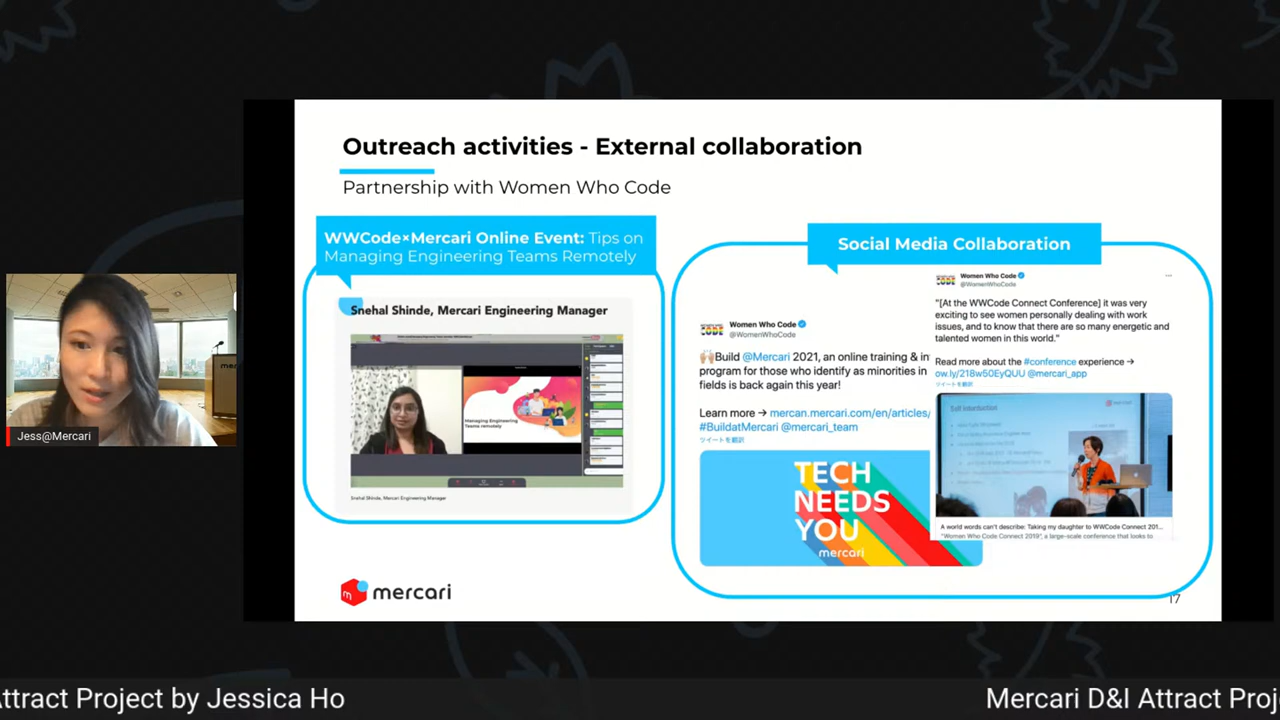 Outreach activities - External collaboration
Partnership with Women Who Code
WWCode×Mercari Online Event: Tips on
Managing Engineering Teams Remotely
Snehal Shinde, Mercari Engineering Manager
Managing Engineering
Teams remotely
Snehal Shinde, Mercari Engineering Manager
Social Media Collaboration
CODE
Women Who Code
@WomenWhoCode
🙌🏻Build @Mercari 2021, an online training & in
program for those who identify as minorities in
fields is back again this year!
Learn more → mercan.mercari.com/en/articles/
#BuildatMercari @mercari_team
ツイートを翻訳
TECH
NEEDS
YOU
mercari
Women Who Code
@WomenWhoCode
"[At the WWCode Connect Conference] it was very
exciting to see women personally dealing with work
issues, and to know that there are so many energetic and
talented women in this world."
Read more about the #conference experience →
ow.ly/218w50EyQUU @mercari_app
ツイートを翻訳
Self introduction
A world words can't describe: Taking my daughter to WWCode Connect 201...
"Women Who Code Connect 2019", a large-scale conference that looks to
mercari
17
mer
Jess@Mercari
ttract Project by Jessica Ho
Mercari D&I Attract Proj